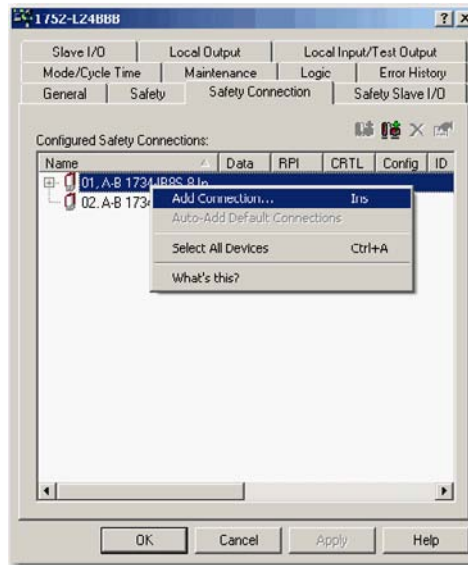 1752-L24BBB
Slave I/O Local Output Local Input/Test Output
Mode/Cycle Time Maintenance Logic Error History
General Safety Safety Connection Safety Slave I/O
Configured Safety Connections:
Name Data RPI CRTL Config ID
01, A-B 1734-IB8S 8 In
02, A-B 1734
Add Connection... Ins
Auto-Add Default Connections
Select All Devices Ctrl+A
What's this?
OK Cancel Apply Help